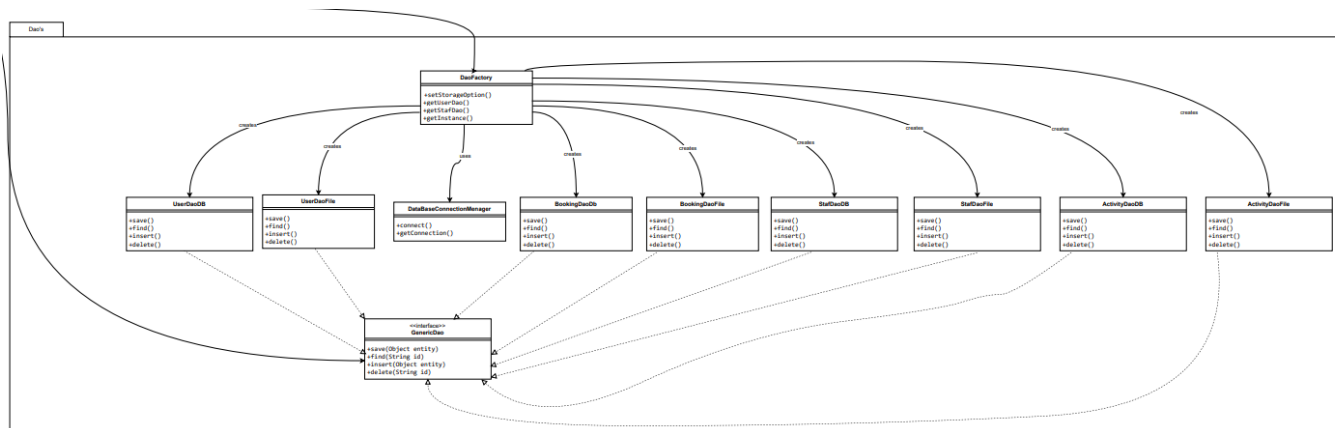 Dao's
DaoFactory
+setStorageOption()
+getUserDao()
+getStafDao()
+getInstance()
creates
creates
uses
creates
creates
creates
creates
creates
creates
UserDaoDB
+save()
+find()
+insert()
+delete()
UserDaoFile
+save()
+find()
+insert()
+delete()
DataBaseConnectionMenager
+connect()
+getConnection()
BookingDaoDb
+save()
+find()
+insert()
+delete()
BookingDaoFile
+save()
+find()
+insert()
+delete()
StafDaoDB
+save()
+find()
+insert()
+delete()
StafDaoFile
+save()
+find()
+insert()
+delete()
ActivityDaoDB
+save()
+find()
+insert()
+delete()
ActivityDaoFile
+save()
+find()
+insert()
+delete()
<<interface>>
GenericDao
+save(Object entity)
+find(String id)
+insert(Object entity)
+delete(String id)